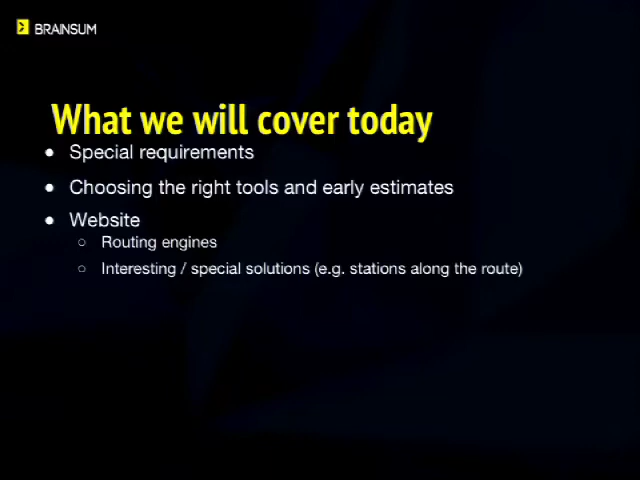 BRAINSUM
What we will cover today
● Special requirements
● Choosing the right tools and early estimates
● Website
○ Routing engines
○ Interesting / special solutions (e.g. stations along the route)